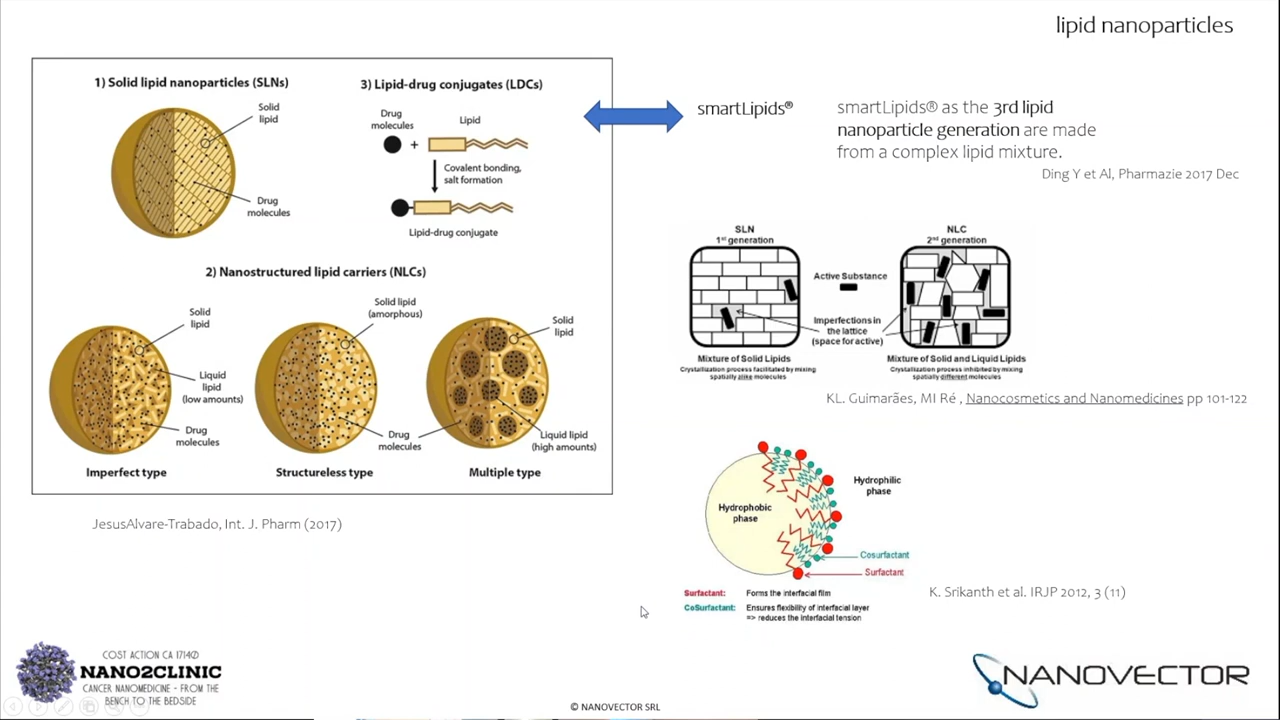 lipid nanoparticles
1) Solid lipid nanoparticles (SLNs)
Solid
lipid
Drug
molecules
3) Lipid-drug conjugates (LDCs)
Drug
molecules
Lipid
+
Covalent bonding,
salt formation
Lipid-drug conjugate
2) Nanostructured lipid carriers (NLCs)
Solid
lipid
Liquid
lipid
(low amounts)
Drug
molecules
Imperfect type
Solid lipid
(amorphous)
Drug
molecules
Structureless type
Solid
lipid
Liquid lipid
(high amounts)
Multiple type
JesusAlvare-Trabado, Int. J. Pharm (2017)
smartLipids®
smartLipids® as the 3rd lipid
nanoparticle generation are made
from a complex lipid mixture.
Ding Y et Al, Pharmazie 2017 Dec
SLN
1st generation
NLC
2nd generation
Active Substance
Imperfections in
the lattice
(space for active)
Mixture of Solid Lipids
Crystallization process facilitated by mixing
spatially alike molecules
Mixture of Solid and Liquid Lipids
Crystallization process inhibited by mixing
spatially different molecules
KL. Guimarães, MI Ré , Nanocosmetics and Nanomedicines pp 101-122
Hydrophobic
phase
Hydrophilic
phase
Cosurfactant
Surfactant
Surfactant: Forms the interfacial film
CoSurfactant: Ensures flexibility of interfacial layer
=> reduces the interfacial tension
K. Srikanth et al. IRJP 2012, 3 (11)
COST ACTION CA 17140
NANO2CLINIC
CANCER NANOMEDICINE - FROM THE
BENCH TO THE BEDSIDE
© NANOVECTOR SRL
NANOVECTOR